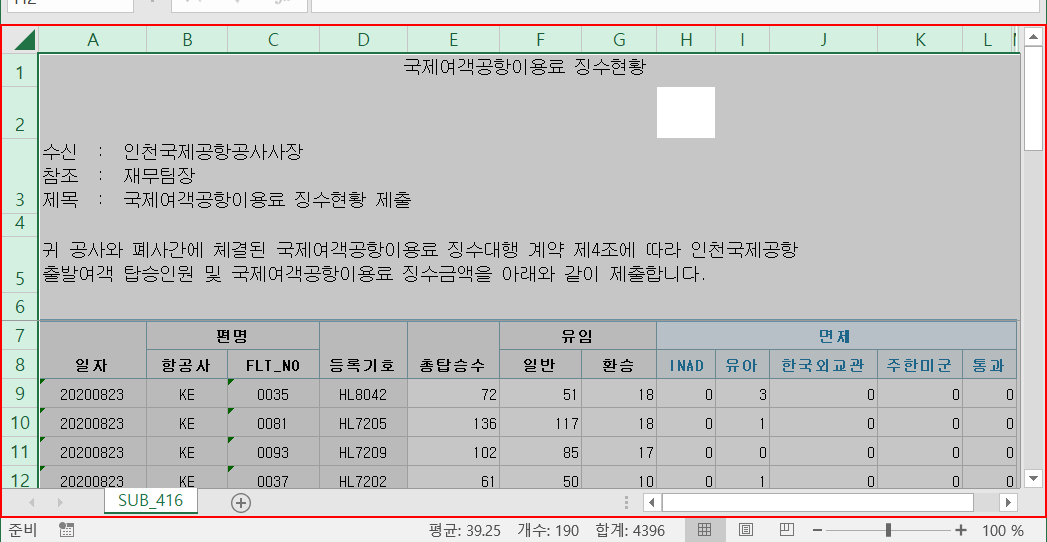 A B C D E F G H I J K L
1 국제여객공항이용료 징수현황
2
수신 : 인천국제공항공사사장
참조 : 재무팀장
3 제목 : 국제여객공항이용료 징수현황 제출
4
귀 공사와 폐사간에 체결된 국제여객공항이용료 징수대행 계약 제4조에 따라 인천국제공항
5 출발여객 탑승인원 및 국제여객공항이용료 징수금액을 아래와 같이 제출합니다.
6
7 편명 유임 면제
8 일자 항공사 FLT_NO 등록기호 총탑승수 일반 환승 INAD 유아 한국외교관 주한미군 통과
9 20200823 KE 0035 HL8042 72 51 18 0 3 0 0 0
10 20200823 KE 0081 HL7205 136 117 18 0 1 0 0 0
11 20200823 KE 0093 HL7209 102 85 17 0 0 0 0 0
12 20200823 KE 0037 HL7202 61 50 10 0 1 0 0 0
SUB_416
준비 평균: 39.25 개수: 190 합계: 4396 100 %